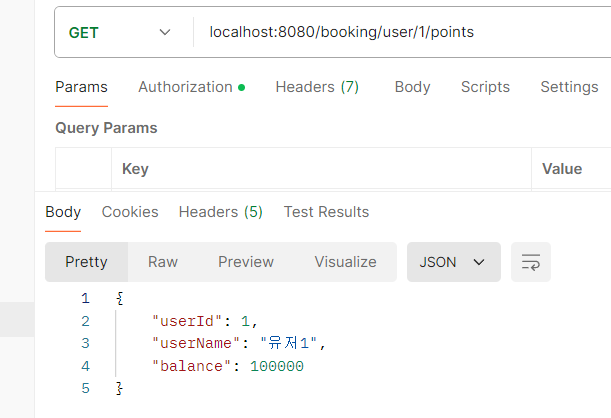 GET localhost:8080/booking/user/1/points
Params Authorization Headers (7) Body Scripts Settings
Query Params
Key Value
Body Cookies Headers (5) Test Results
Pretty Raw Preview Visualize JSON
1 {
2 "userId": 1,
3 "userName": "유저1",
4 "balance": 100000
5 }